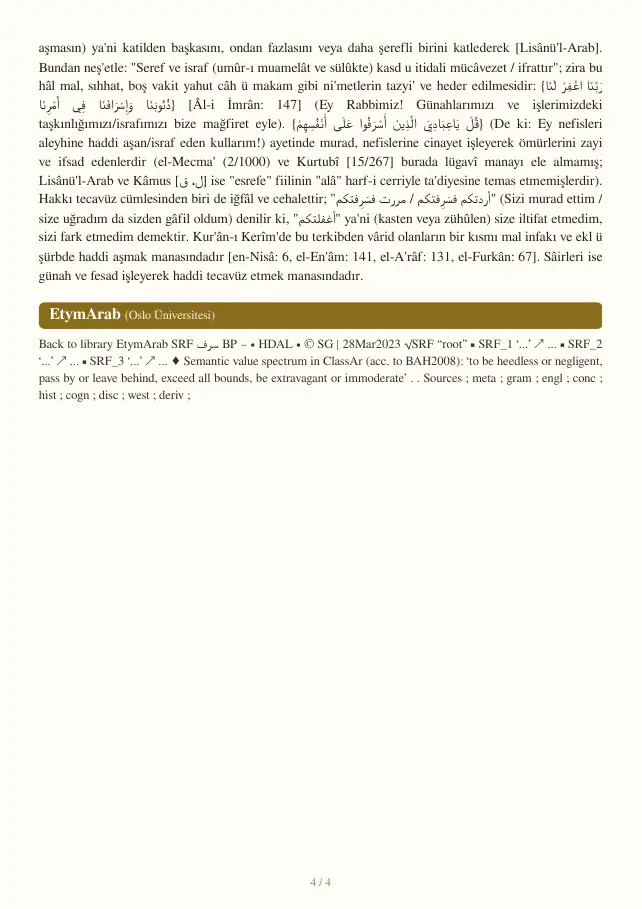 aşmasın) ya'ni katilden başkasını, ondan fazlasını veya daha şerefli birini katlederek [Lisânü'l-Arab].
Bundan neş'etle: "Seref ve israf (umûr-ı muamelât ve sülûkte) kasd u itidali mücâvezet / ifrattır"; zira bu
hâl mal, sıhhat, boş vakit yahut câh ü makam gibi ni'metlerin tazyi' ve heder edilmesidir: {رَبَّنَا اغْفِرْ لَنَا
ذُنُوبَنَا وَإِسْرَافَنَا فِي أَمْرِنَا} [Âl-i İmrân: 147] (Ey Rabbimiz! Günahlarımızı ve işlerimizdeki
taşkınlığımızı/israfımızı bize mağfiret eyle). {قُلْ يَاعِبَادِيَ الَّذِينَ أَسْرَفُوا عَلَى أَنْفُسِهِمْ} (De ki: Ey nefisleri
aleyhine haddi aşan/israf eden kullarım!) ayetinde murad, nefislerine cinayet işleyerek ömürlerini zayi
ve ifsad edenlerdir (el-Mecma' (2/1000) ve Kurtubî [15/267] burada lügavî manayı ele almamış;
Lisânü'l-Arab ve Kâmus [ل، ق] ise "esrefe" fiilinin "alâ" harf-i cerriyle ta'diyesine temas etmemişlerdir).
Hakkı tecavüz cümlesinden biri de iğfâl ve cehalettir; "أردتكم فسَرِفتكم / مررت فسَرِفتكم" (Sizi murad ettim /
size uğradım da sizden gâfil oldum) denilir ki, "أغفلتكم" ya'ni (kasten veya zühûlen) size iltifat etmedim,
sizi fark etmedim demektir. Kur'ân-ı Kerîm'de bu terkibden vârid olanların bir kısmı mal infakı ve ekl ü
şürbde haddi aşmak manasındadır [en-Nisâ: 6, el-En'âm: 141, el-A'râf: 131, el-Furkân: 67]. Sâirleri ise
günah ve fesad işleyerek haddi tecavüz etmek manasındadır.
EtymArab (Oslo Üniversitesi)
Back to library EtymArab SRF سرف BP – • HDAL • © SG | 28Mar2023 √SRF “root” ▪ SRF_1 ‘...’ ↗ ... ▪ SRF_2
‘...’ ↗ ... ▪ SRF_3 ‘...’ ↗ ... ♦ Semantic value spectrum in ClassAr (acc. to BAH2008): ‘to be heedless or negligent,
pass by or leave behind, exceed all bounds, be extravagant or immoderate’ . . Sources ; meta ; gram ; engl ; conc ;
hist ; cogn ; disc ; west ; deriv ;
4 / 4